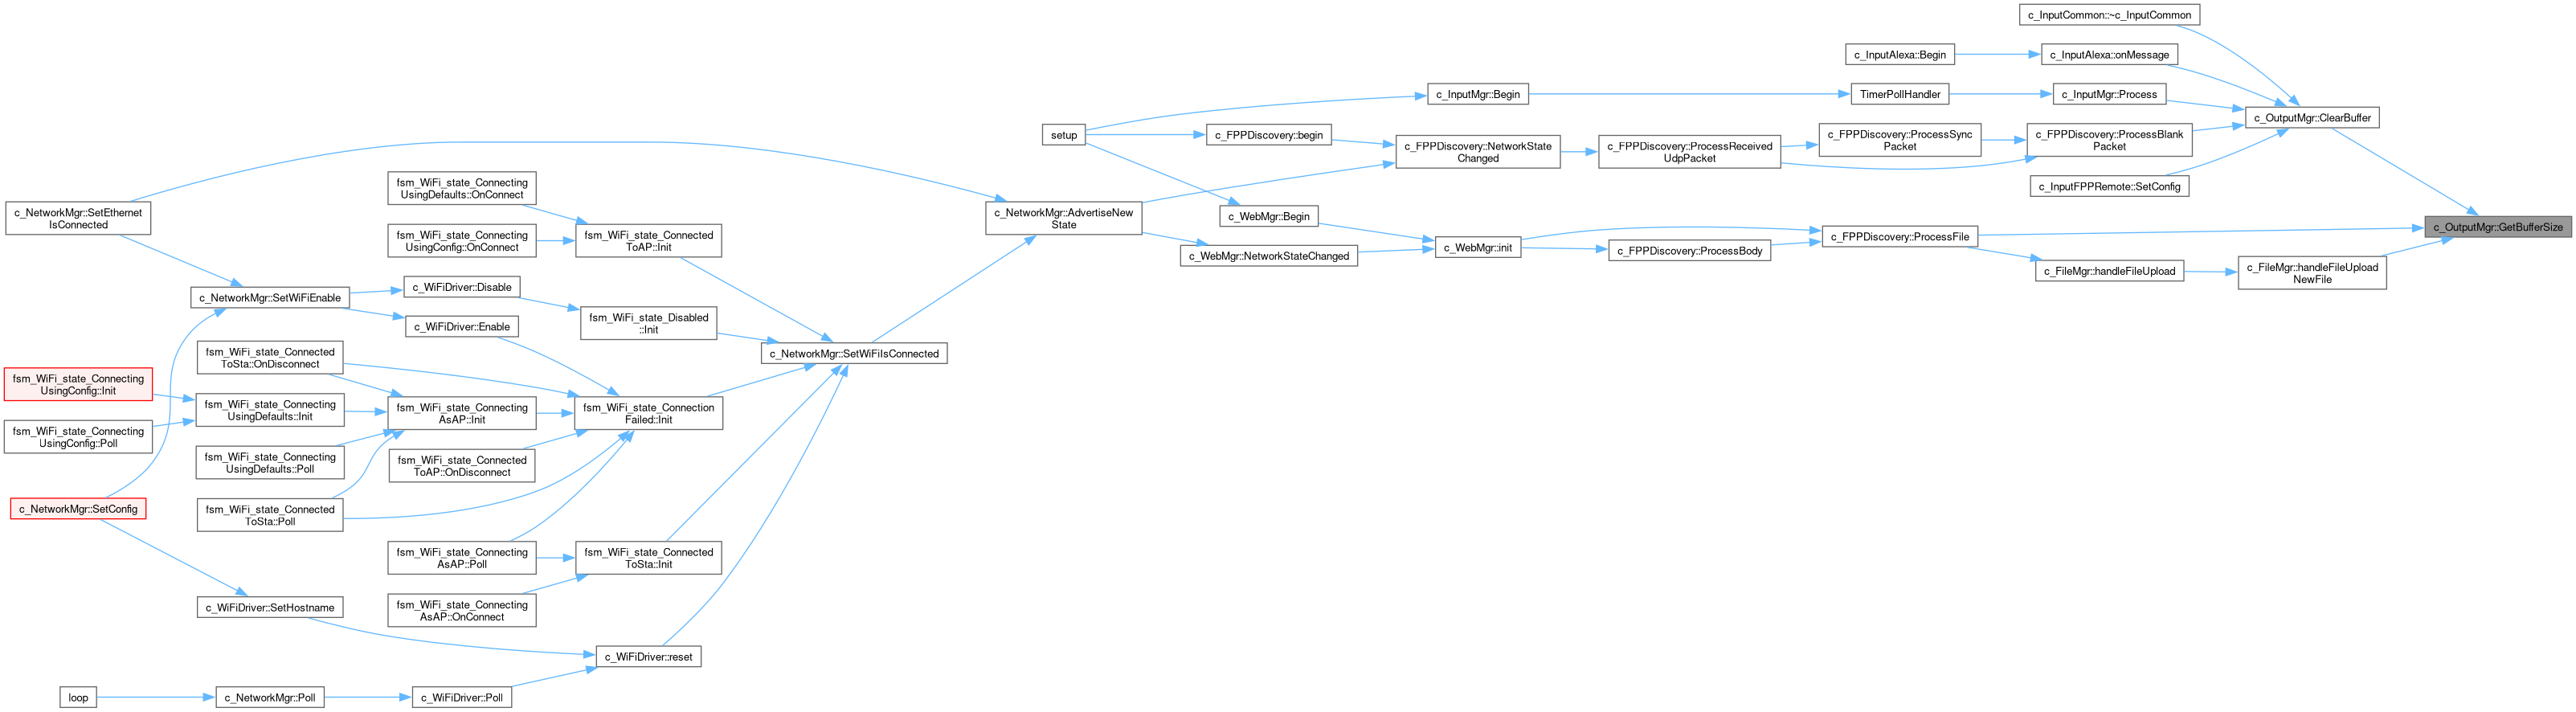 c_InputCommon::~c_InputCommon
c_InputAlexa::Begin
c_InputAlexa::onMessage
c_InputMgr::Begin
TimerPollHandler
c_InputMgr::Process
c_OutputMgr::ClearBuffer
setup
c_FPPDiscovery::begin
c_FPPDiscovery::NetworkState
Changed
c_FPPDiscovery::ProcessReceived
UdpPacket
c_FPPDiscovery::ProcessSync
Packet
c_FPPDiscovery::ProcessBlank
Packet
c_InputFPPRemote::SetConfig
fsm_WiFi_state_Connecting
UsingDefaults::OnConnect
c_NetworkMgr::SetEthernet
IsConnected
c_NetworkMgr::AdvertiseNew
State
c_WebMgr::Begin
c_OutputMgr::GetBufferSize
fsm_WiFi_state_Connecting
UsingConfig::OnConnect
fsm_WiFi_state_Connected
ToAP::Init
c_WebMgr::NetworkStateChanged
c_WebMgr::init
c_FPPDiscovery::ProcessBody
c_FPPDiscovery::ProcessFile
c_FileMgr::handleFileUpload
c_FileMgr::handleFileUpload
NewFile
c_NetworkMgr::SetWiFiEnable
c_WiFiDriver::Disable
c_WiFiDriver::Enable
fsm_WiFi_state_Disabled
::Init
c_NetworkMgr::SetWiFiIsConnected
fsm_WiFi_state_Connected
ToSta::OnDisconnect
fsm_WiFi_state_Connecting
UsingConfig::Init
fsm_WiFi_state_Connecting
UsingDefaults::Init
fsm_WiFi_state_Connecting
AsAP::Init
fsm_WiFi_state_Connection
Failed::Init
fsm_WiFi_state_Connecting
UsingConfig::Poll
fsm_WiFi_state_Connecting
UsingDefaults::Poll
fsm_WiFi_state_Connected
ToAP::OnDisconnect
c_NetworkMgr::SetConfig
fsm_WiFi_state_Connected
ToSta::Poll
fsm_WiFi_state_Connecting
AsAP::Poll
fsm_WiFi_state_Connected
ToSta::Init
c_WiFiDriver::SetHostname
fsm_WiFi_state_Connecting
AsAP::OnConnect
c_WiFiDriver::reset
loop
c_NetworkMgr::Poll
c_WiFiDriver::Poll